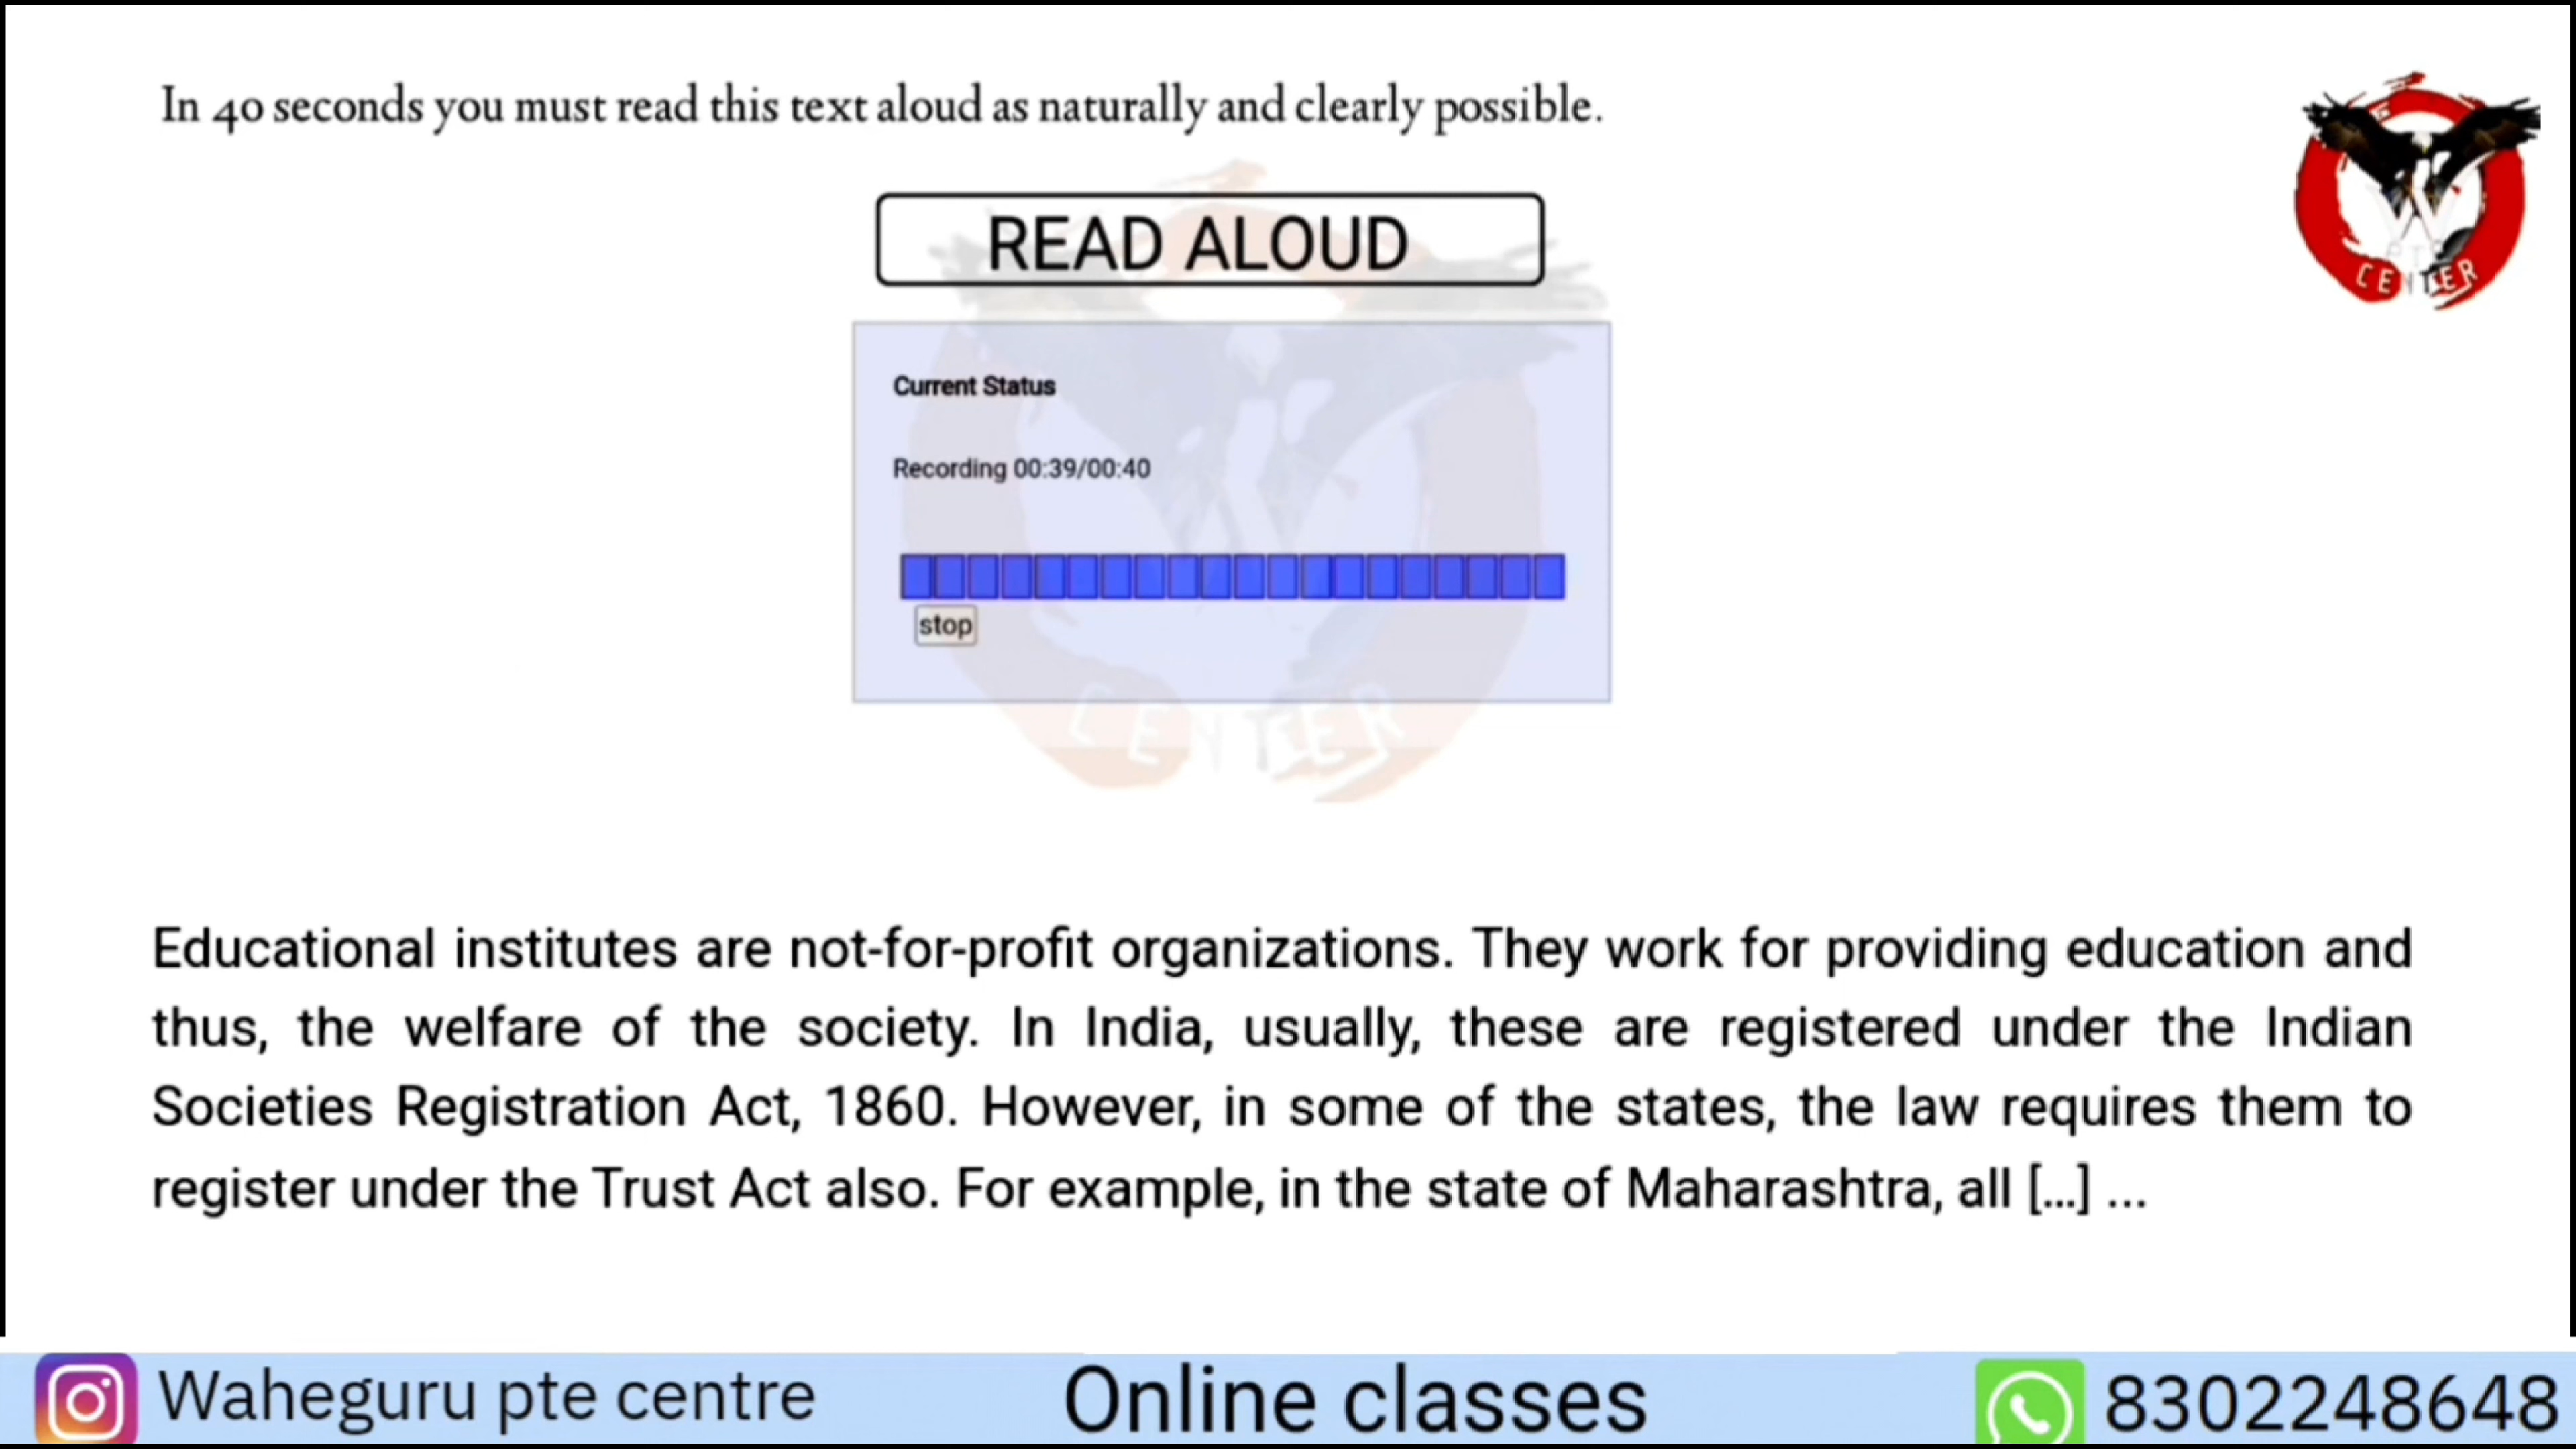 In 40 seconds you must read this text aloud as naturally and clearly possible.
READ ALOUD
Current Status
Recording 00:39/00:40
stop
CENTER
Educational institutes are not-for-profit organizations. They work for providing education and
thus, the welfare of the society. In India, usually, these are registered under the Indian
Societies Registration Act, 1860. However, in some of the states, the law requires them to
register under the Trust Act also. For example, in the state of Maharashtra, all [...] ...
Waheguru pte centre
Online classes
8302248648